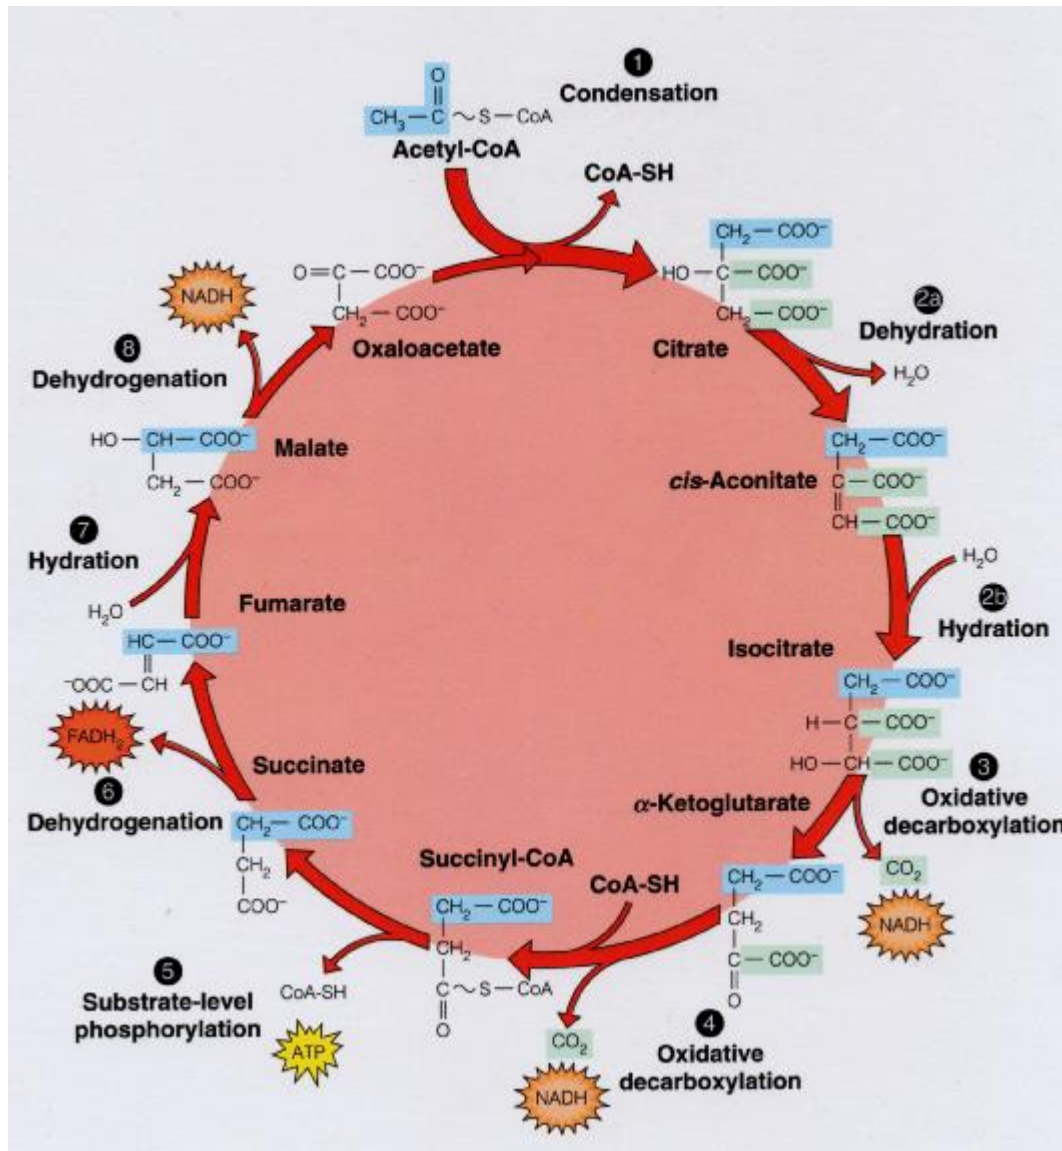 1
Condensation
O
CH3 — C ~ S — CoA
Acetyl-CoA
CoA-SH
CH2 — COO⁻
HO — C — COO⁻
CH2 — COO⁻
Citrate
2a
Dehydration
H2O
CH2 — COO⁻
C — COO⁻
CH — COO⁻
cis-Aconitate
H2O
2b
Hydration
Isocitrate
CH2 — COO⁻
H — C — COO⁻
HO — CH — COO⁻
3
Oxidative
decarboxylation
CO2
NADH
α-Ketoglutarate
CH2 — COO⁻
CH2
C — COO⁻
O
CoA-SH
4
Oxidative
decarboxylation
CO2
NADH
Succinyl-CoA
CH2 — COO⁻
CH2
C ~ S — CoA
O
5
Substrate-level
phosphorylation
CoA-SH
ATP
Succinate
CH2 — COO⁻
CH2
COO⁻
6
Dehydrogenation
FADH2
Fumarate
HC — COO⁻
⁻OOC — CH
7
Hydration
H2O
Malate
HO — CH — COO⁻
CH2 — COO⁻
8
Dehydrogenation
NADH
O = C — COO⁻
CH2 — COO⁻
Oxaloacetate